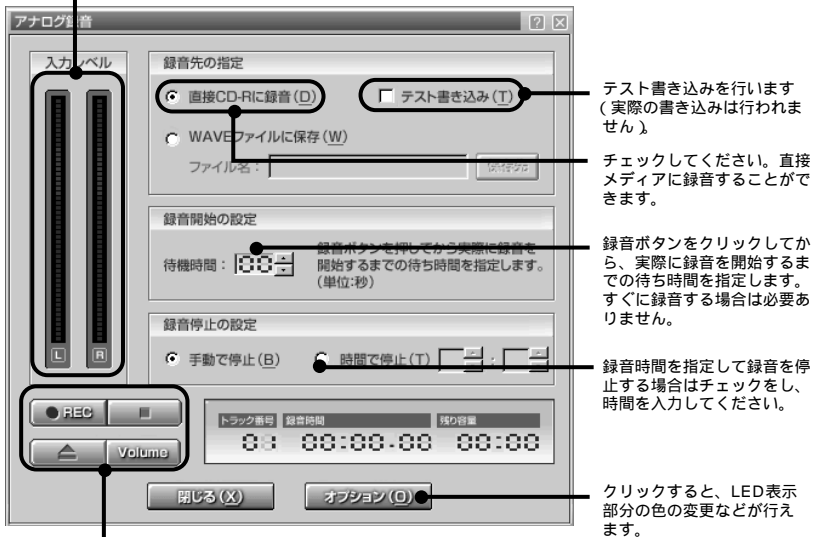 アナログ録音
入力レベル
L
R
録音先の指定
直接CD-Rに録音(D)
テスト書き込み(T)
WAVEファイルに保存(W)
ファイル名:
録音開始の設定
待機時間:
00
録音ボタンを押してから実際に録音を
開始するまでの待ち時間を指定します。
(単位:秒)
録音停止の設定
手動で停止(B)
時間で停止(T)
:
REC
Volume
トラック番号
録音時間
残り容量
01
00:00.00
00:00
閉じる(X)
オプション(O)
テスト書き込みを行います
(実際の書き込みは行われま
せん)。
チェックしてください。直接
メディアに録音することがで
きます。
録音ボタンをクリックしてか
ら、実際に録音を開始するま
での待ち時間を指定します。
すぐに録音する場合は必要あ
りません。
録音時間を指定して録音を停
止する場合はチェックをし、
時間を入力してください。
クリックすると、LED表示
部分の色の変更などが行え
ます。